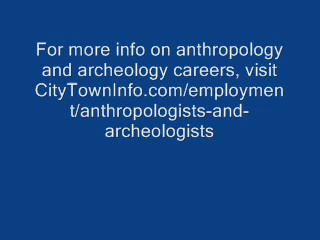 For more info on anthropology
and archeology careers, visit
CityTownInfo.com/employmen
t/anthropologists-and-
archeologists